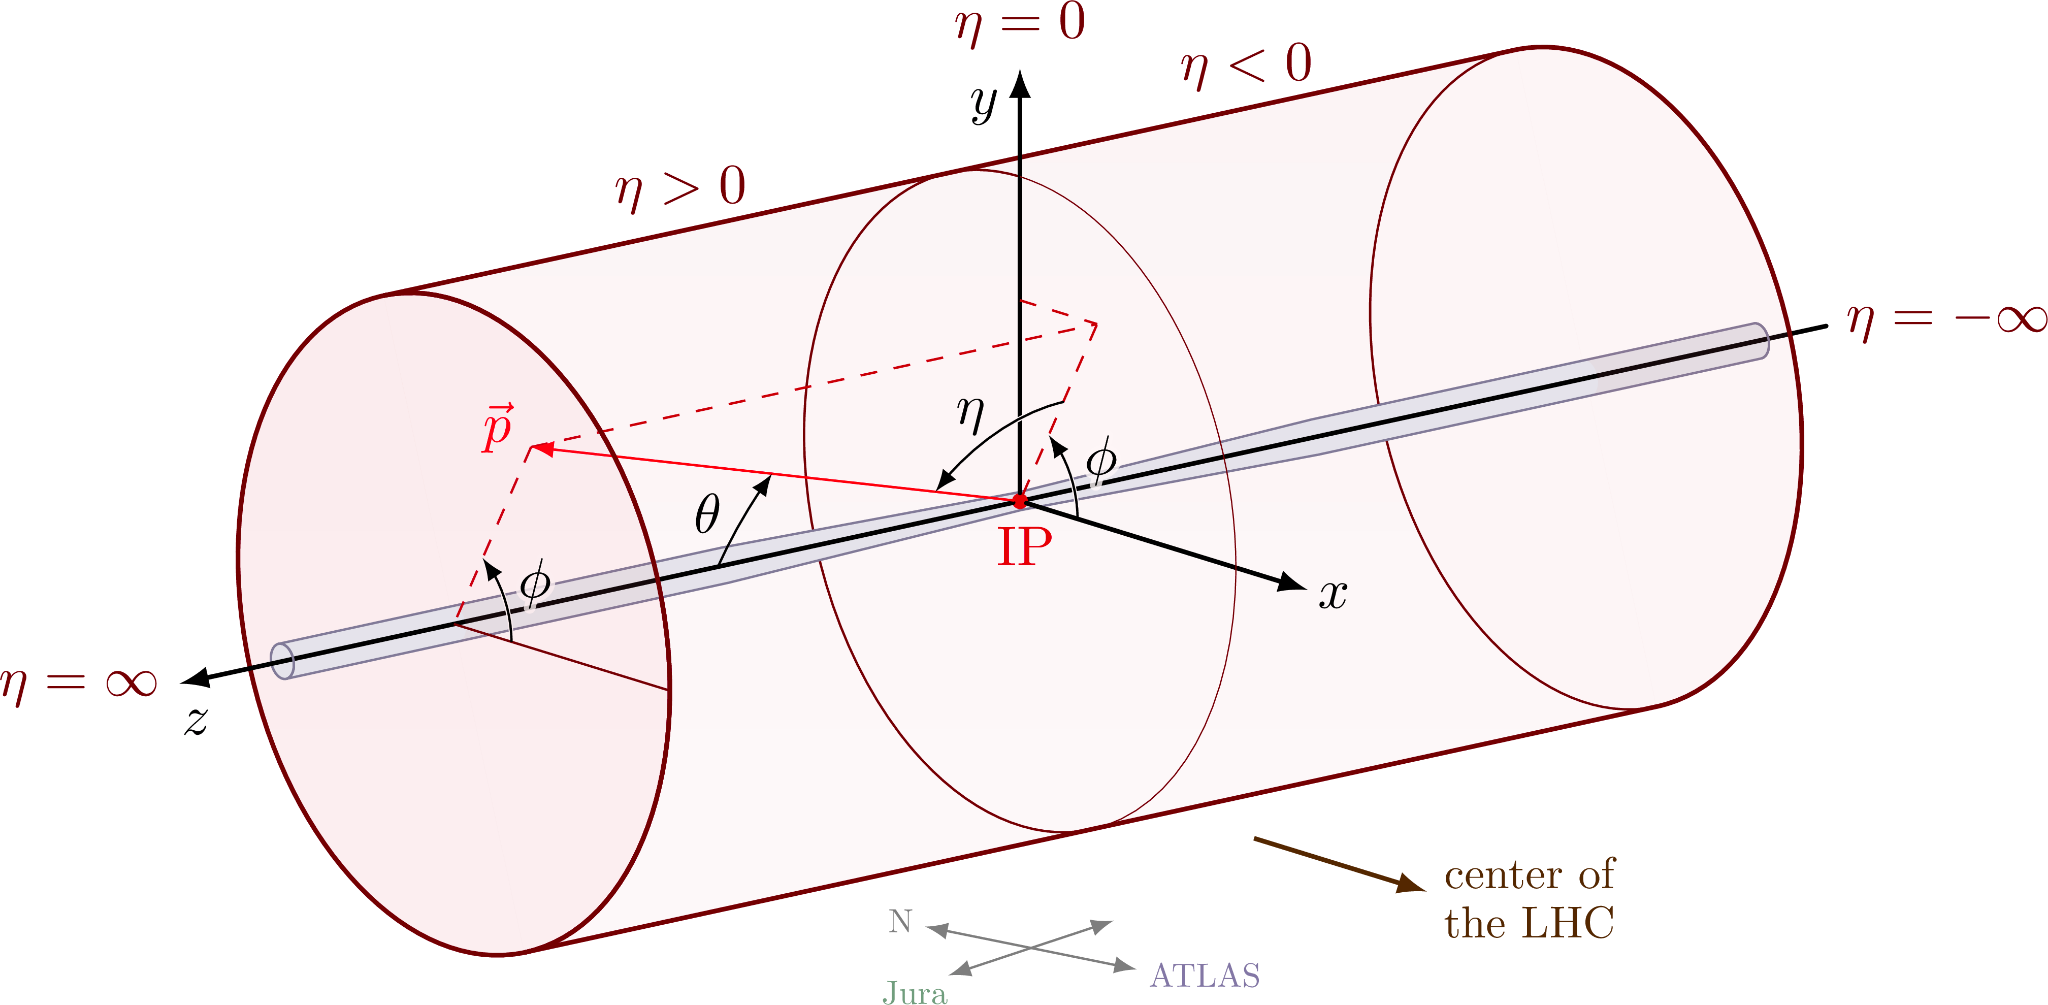 η = 0
η < 0
y
η > 0
η = −∞
p⃗
η
ϕ
θ
IP
ϕ
x
η = ∞
z
center of
the LHC
N
ATLAS
Jura